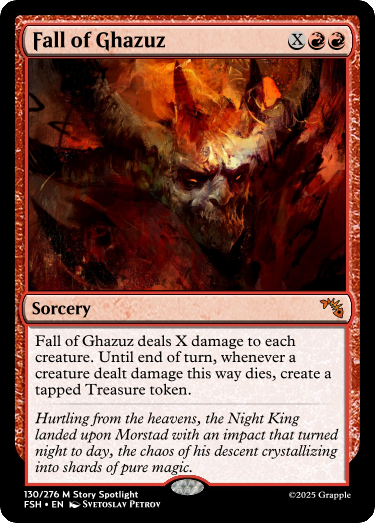 Fall of Ghazuz
X
Sorcery
Fall of Ghazuz deals X damage to each
creature. Until end of turn, whenever a
creature dealt damage this way dies, create a
tapped Treasure token.
Hurtling from the heavens, the Night King
landed upon Morstad with an impact that turned
night to day, the chaos of his descent crystallizing
into shards of pure magic.
130/276 M Story Spotlight
FSH • EN Svetoslav Petrov
©2025 Grapple